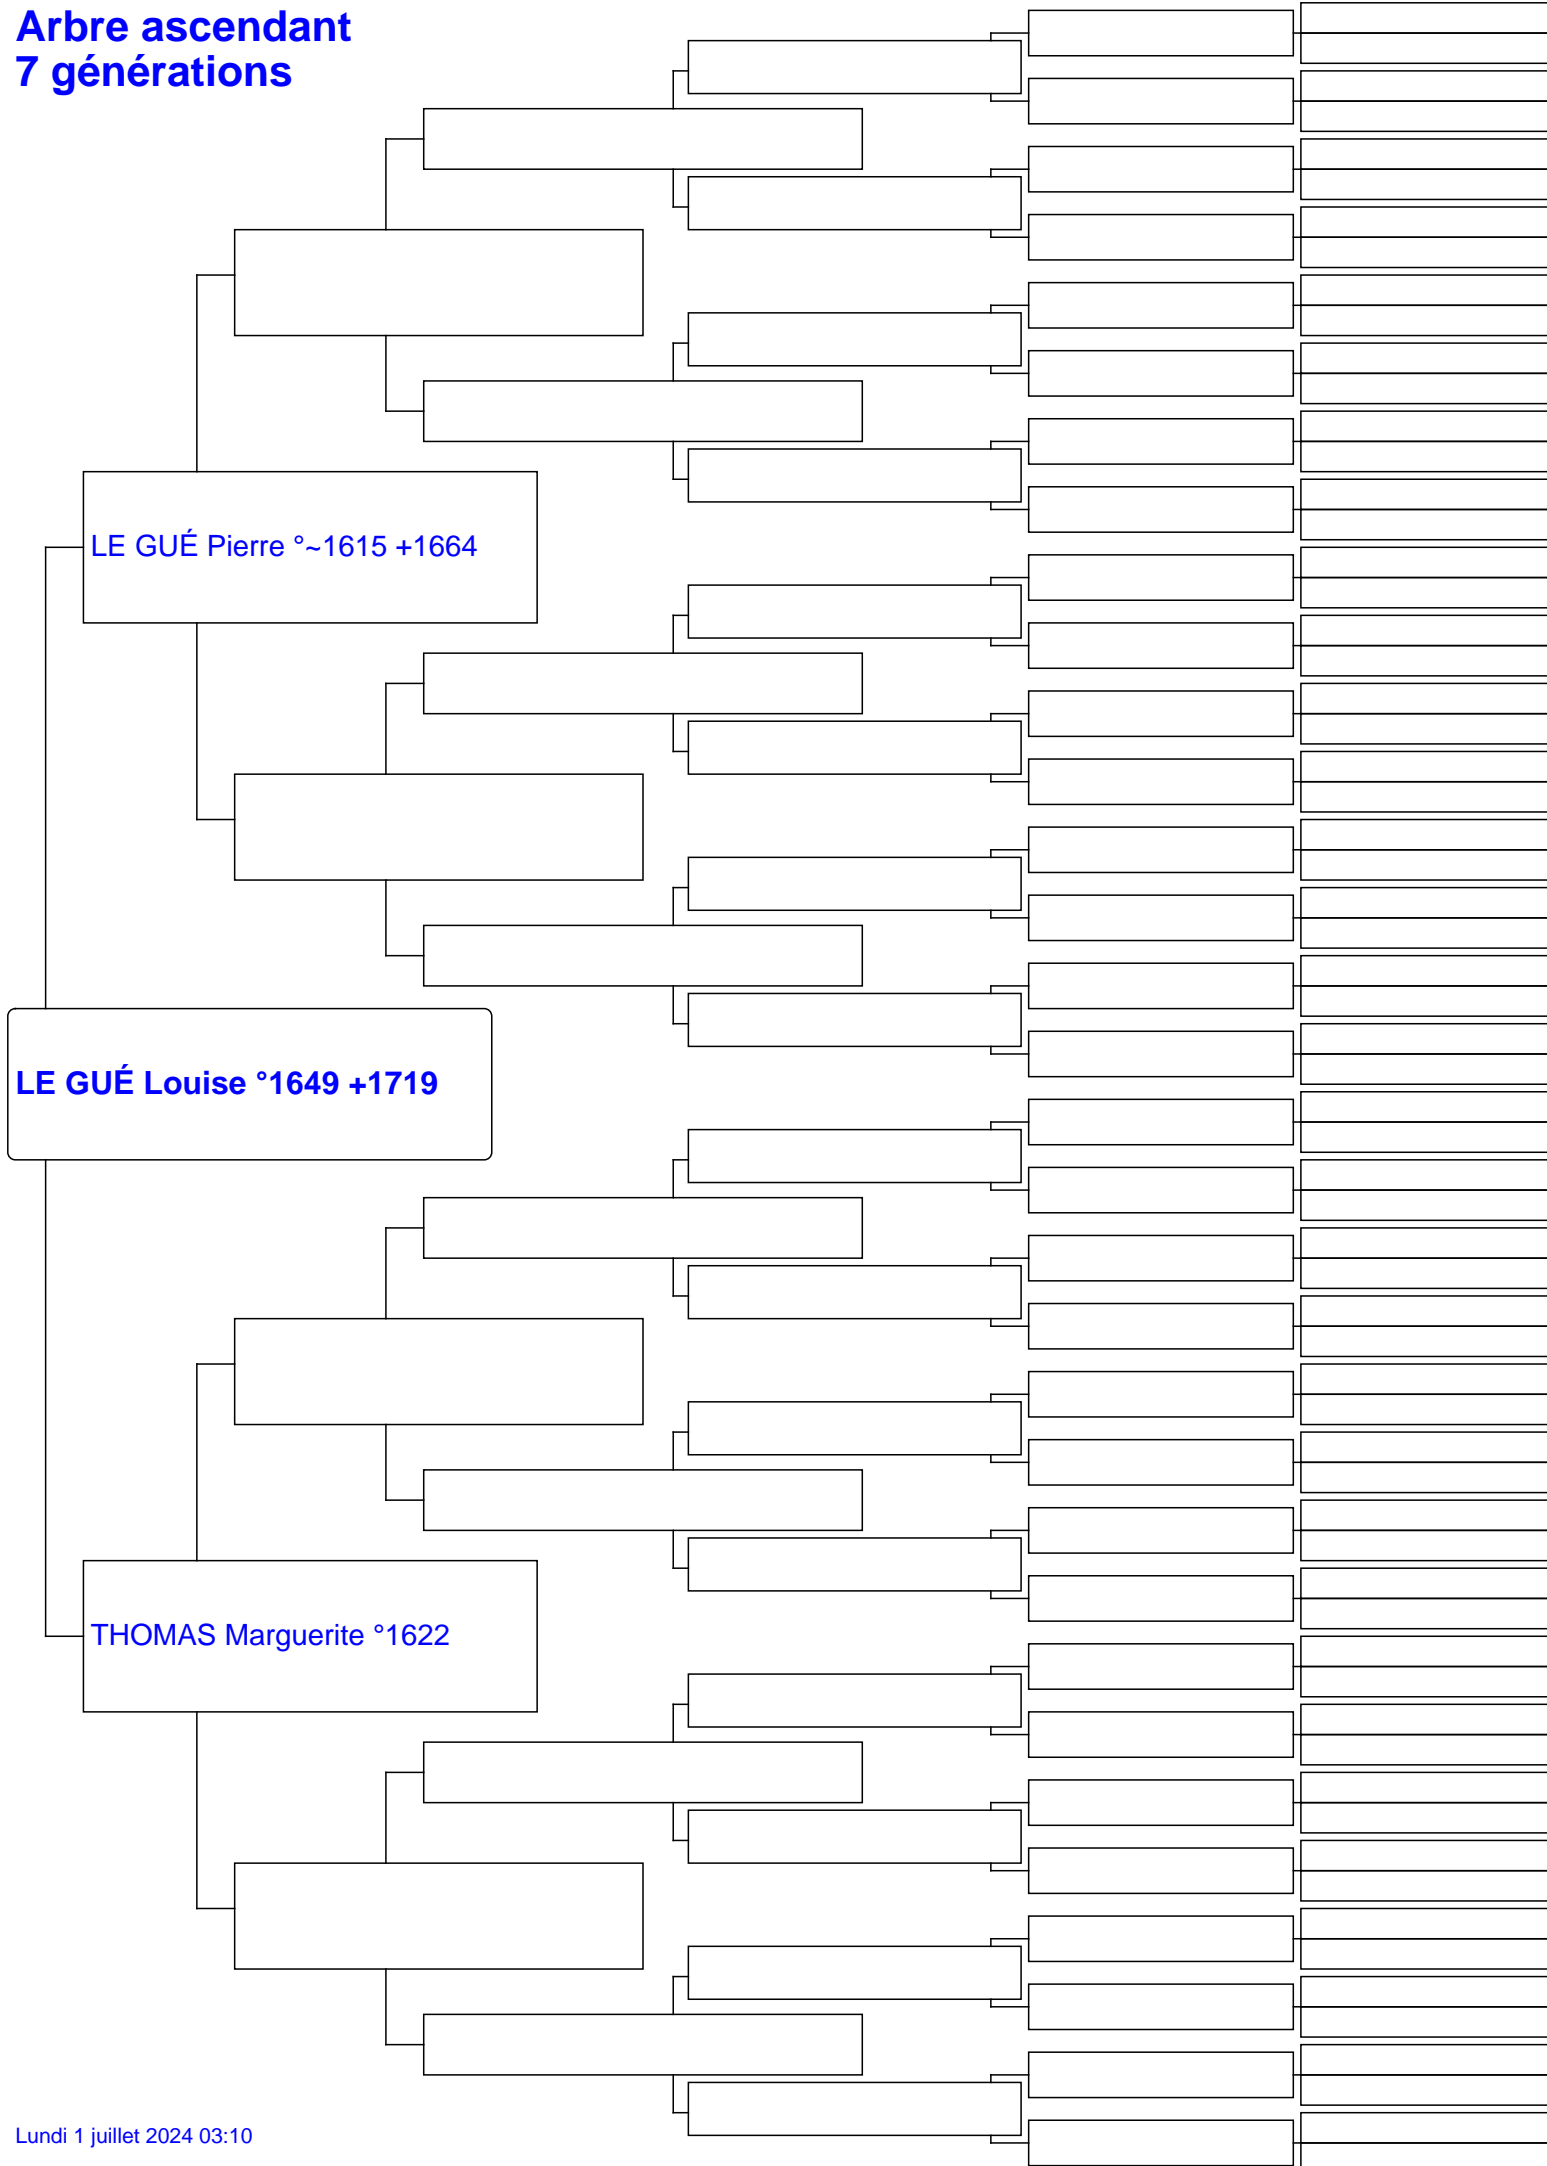 Arbre ascendant
7 générations
LE GUÉ Pierre °~1615 +1664
LE GUÉ Louise °1649 +1719
THOMAS Marguerite °1622
Lundi 1 juillet 2024 03:10